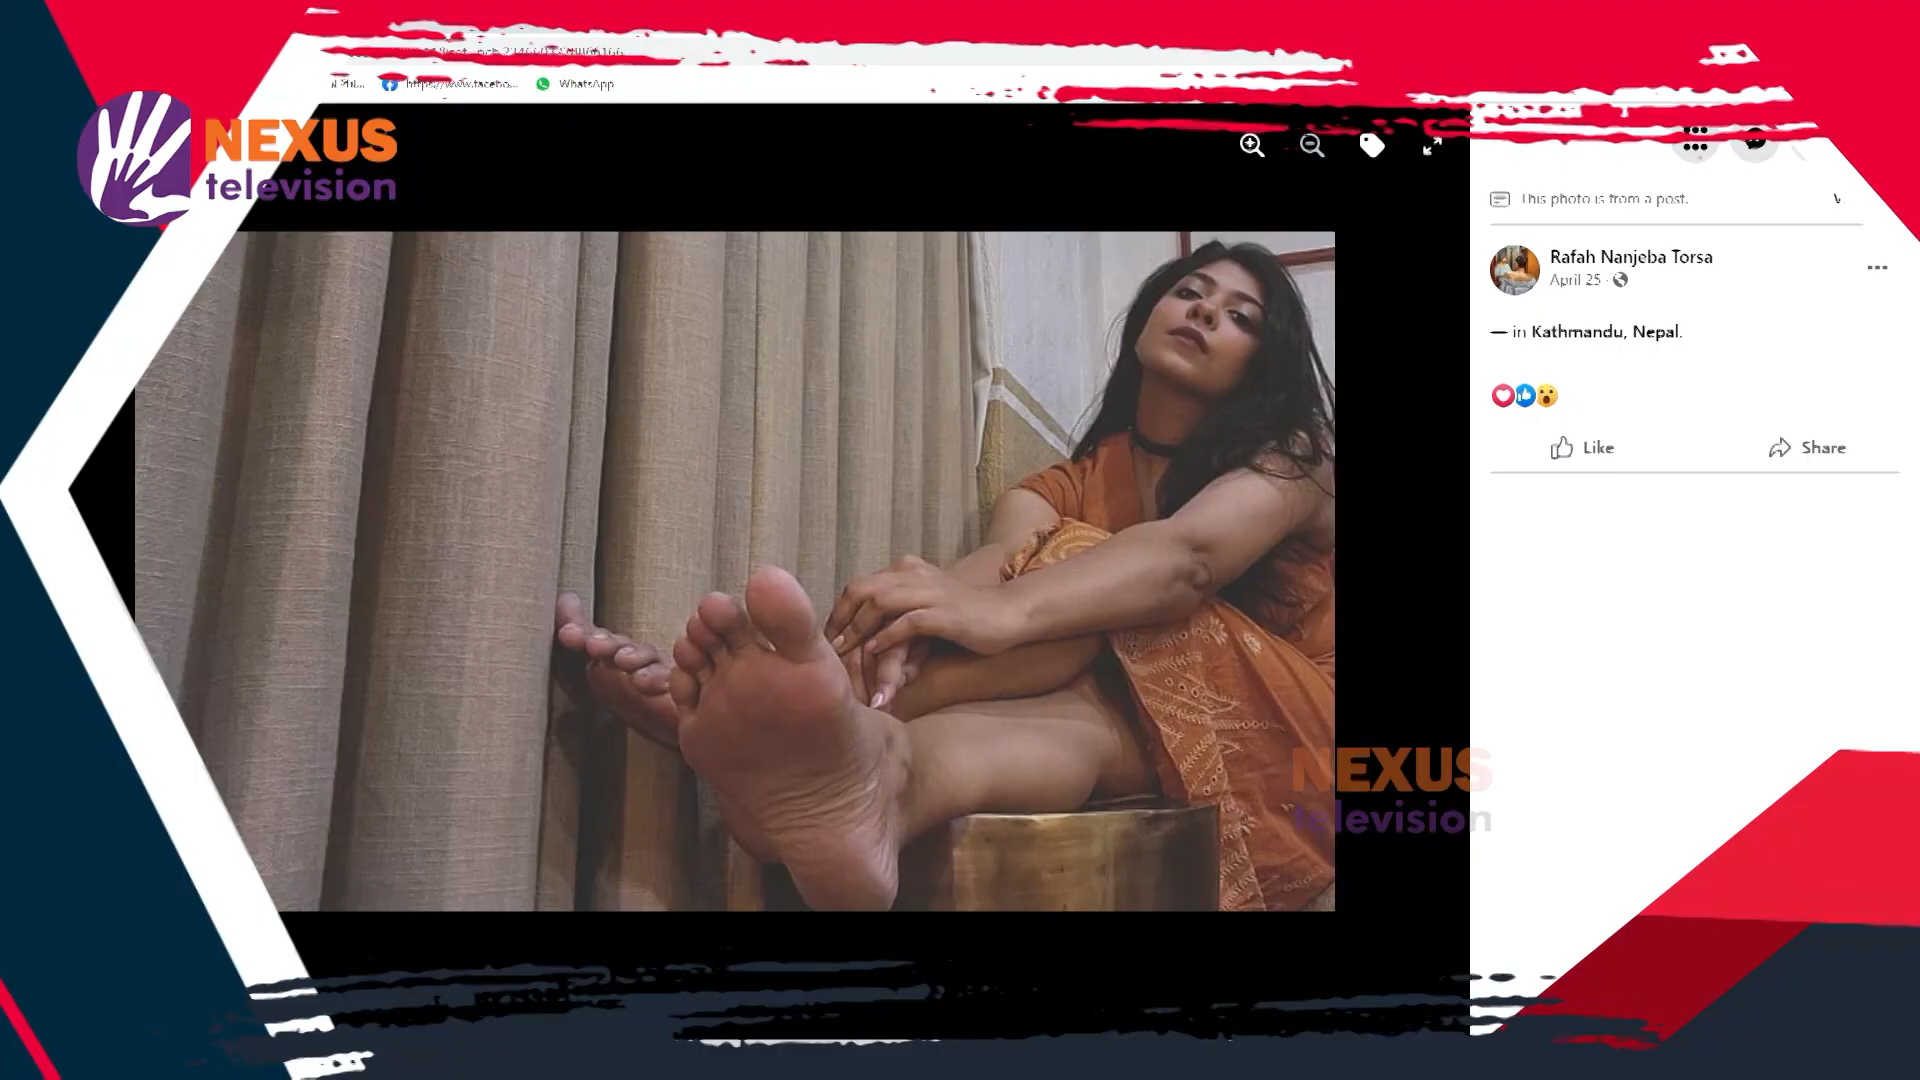 WhatsApp
NEXUS
television
This photo is from a post.
Rafah Nanjeba Torsa
April 25
— in Kathmandu, Nepal.
Like
Share
NEXUS
television